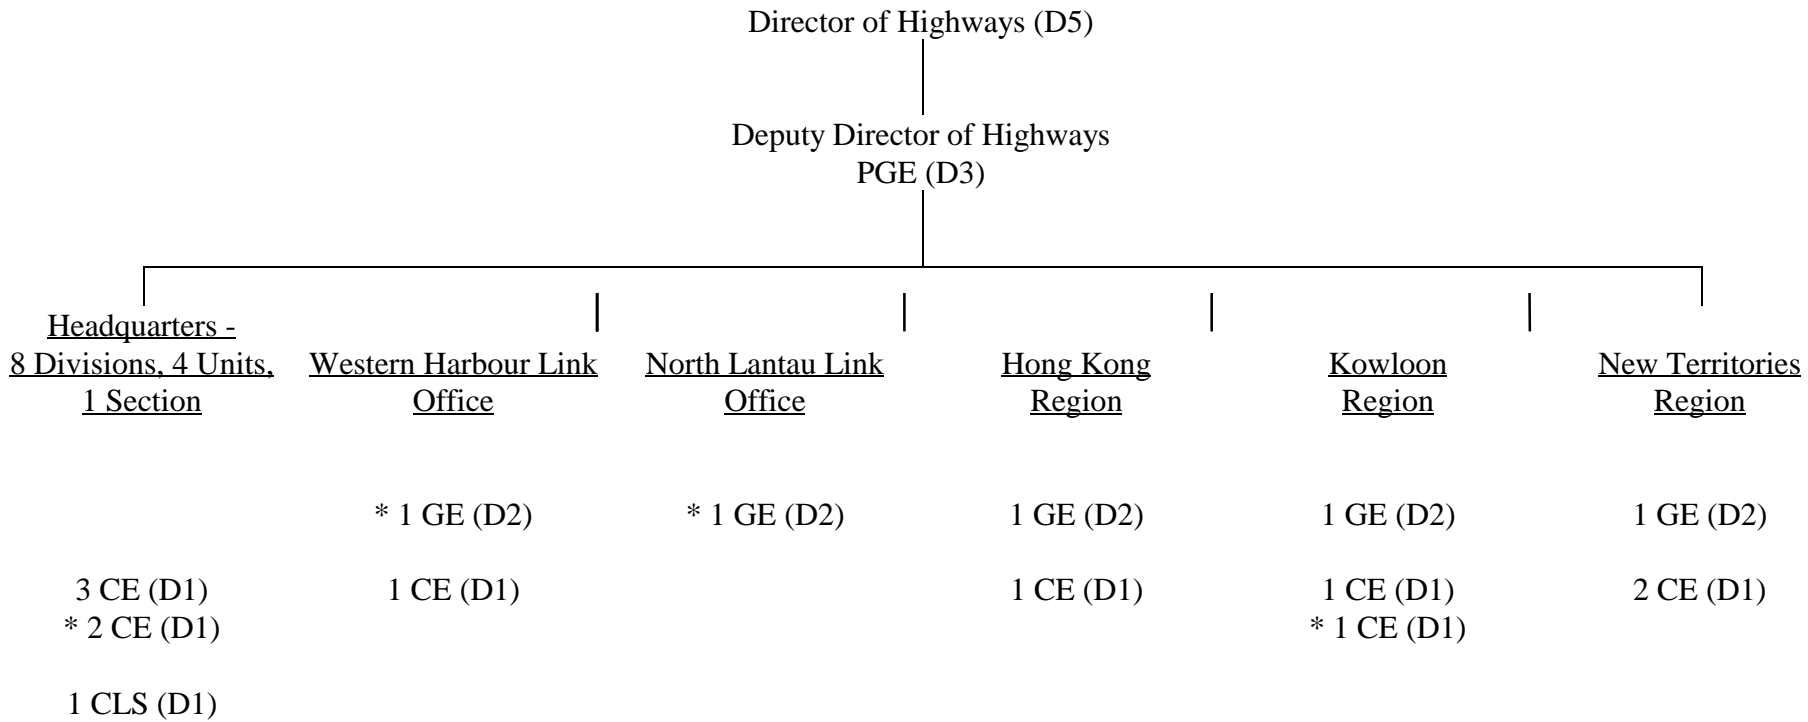 Director of Highways (D5)
Deputy Director of Highways
PGE (D3)
Headquarters -
8 Divisions, 4 Units,
1 Section
Western Harbour Link
Office
North Lantau Link
Office
Hong Kong
Region
Kowloon
Region
New Territories
Region
* 1 GE (D2)
* 1 GE (D2)
1 GE (D2)
1 GE (D2)
1 GE (D2)
3 CE (D1)
1 CE (D1)
1 CE (D1)
1 CE (D1)
2 CE (D1)
* 2 CE (D1)
* 1 CE (D1)
1 CLS (D1)